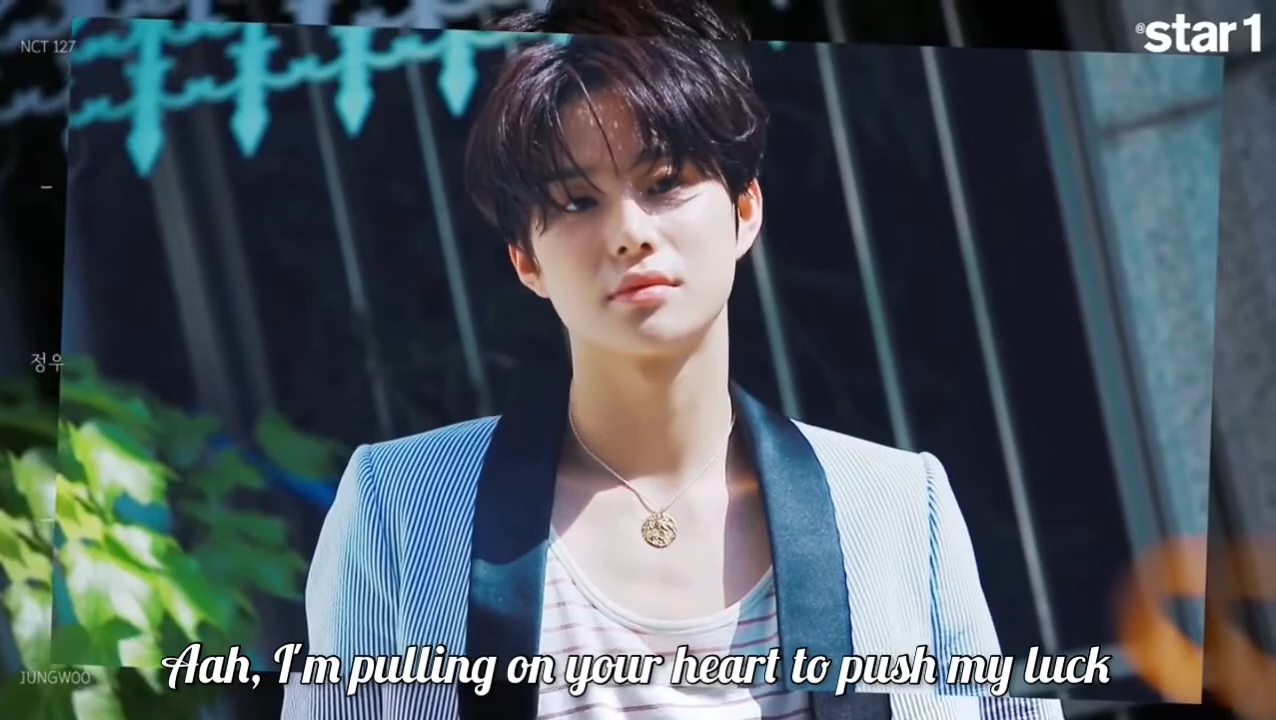 NCT 127
@star1
정우
JUNGWOO
Aah, I'm pulling on your heart to push my luck